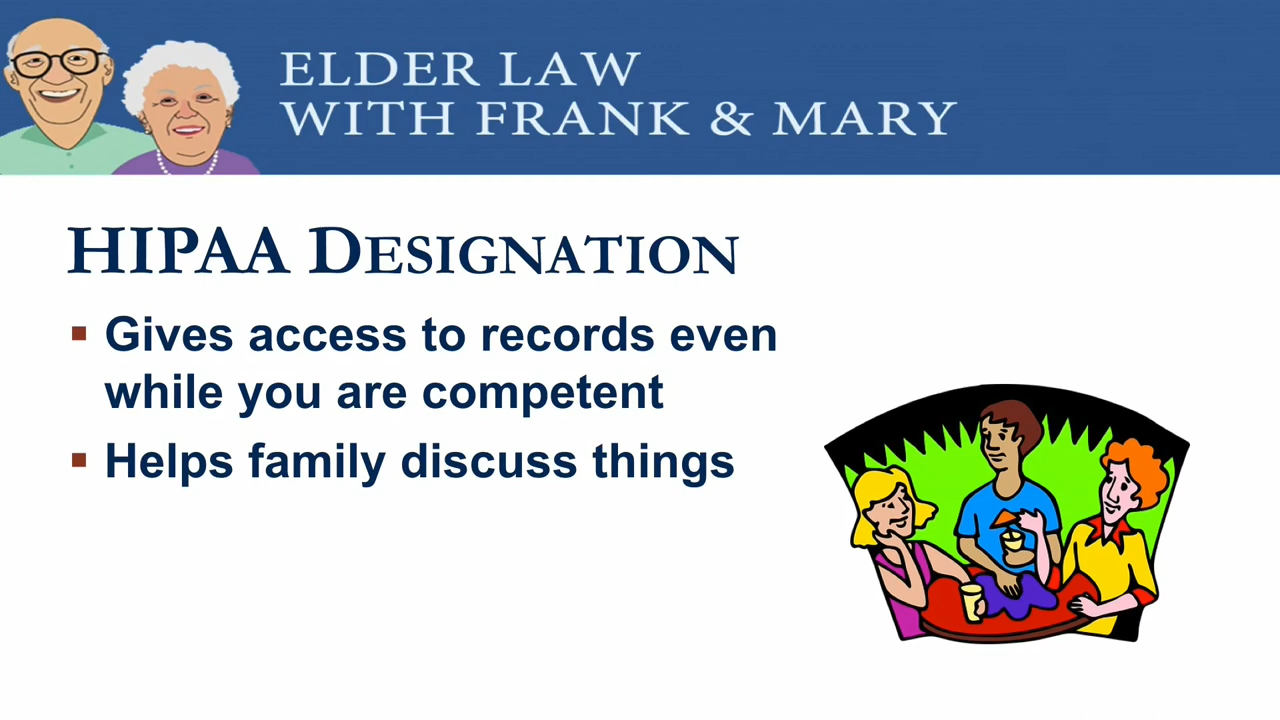 ELDER LAW
WITH FRANK & MARY
HIPAA DESIGNATION
▪ Gives access to records even
while you are competent
▪ Helps family discuss things